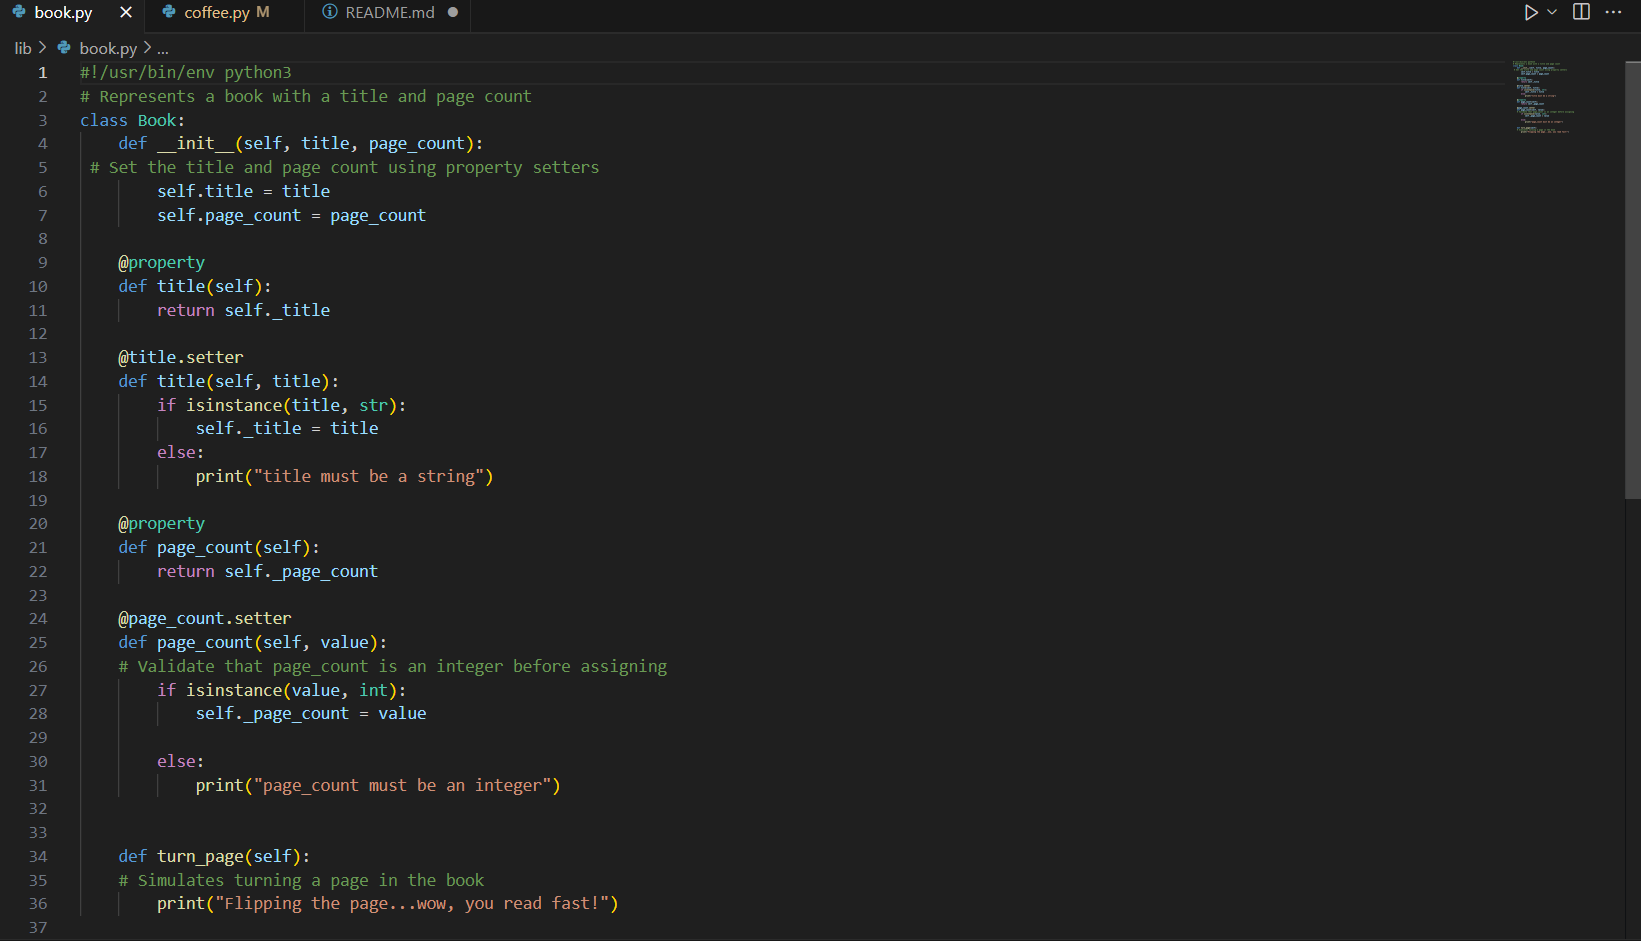 book.py
coffee.py M
README.md
lib > book.py > ...
1 #!/usr/bin/env python3
2 # Represents a book with a title and page count
3 class Book:
4     def __init__(self, title, page_count):
5  # Set the title and page count using property setters
6         self.title = title
7         self.page_count = page_count
8
9     @property
10     def title(self):
11         return self._title
12
13     @title.setter
14     def title(self, title):
15         if isinstance(title, str):
16             self._title = title
17         else:
18             print("title must be a string")
19
20     @property
21     def page_count(self):
22         return self._page_count
23
24     @page_count.setter
25     def page_count(self, value):
26     # Validate that page_count is an integer before assigning
27         if isinstance(value, int):
28             self._page_count = value
29
30         else:
31             print("page_count must be an integer")
32
33
34     def turn_page(self):
35     # Simulates turning a page in the book
36         print("Flipping the page...wow, you read fast!")
37